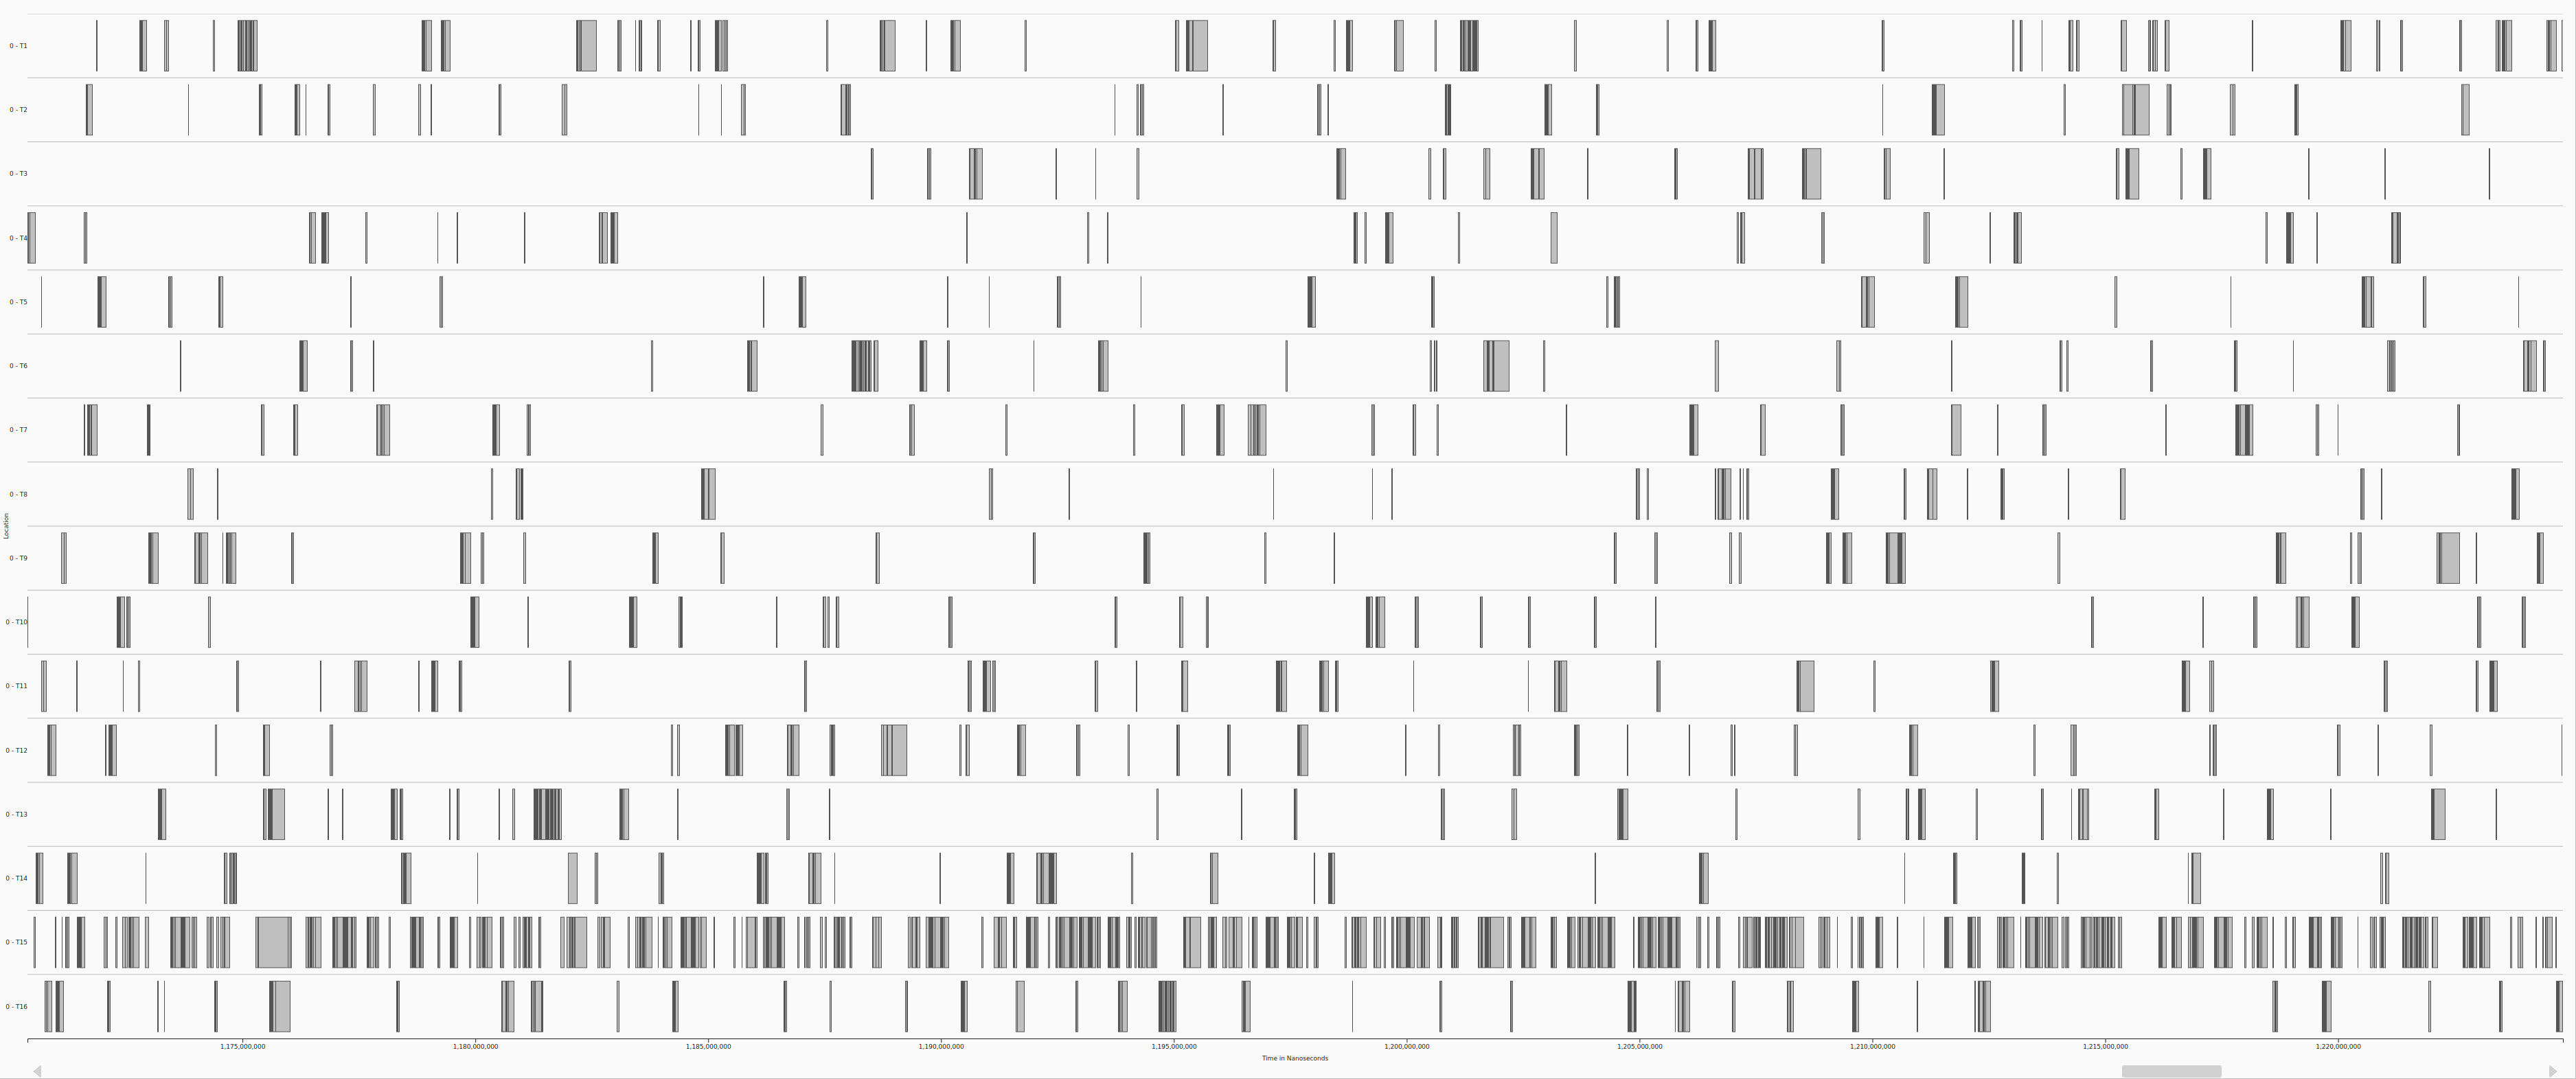 0 - T1
0 - T2
0 - T3
0 - T4
0 - T5
0 - T6
0 - T7
0 - T8
Location
0 - T9
0 - T10
0 - T11
0 - T12
0 - T13
0 - T14
0 - T15
0 - T16
1,175,000,000 1,180,000,000 1,185,000,000 1,190,000,000 1,195,000,000 1,200,000,000 1,205,000,000 1,210,000,000 1,215,000,000 1,220,000,000
Time in Nanoseconds